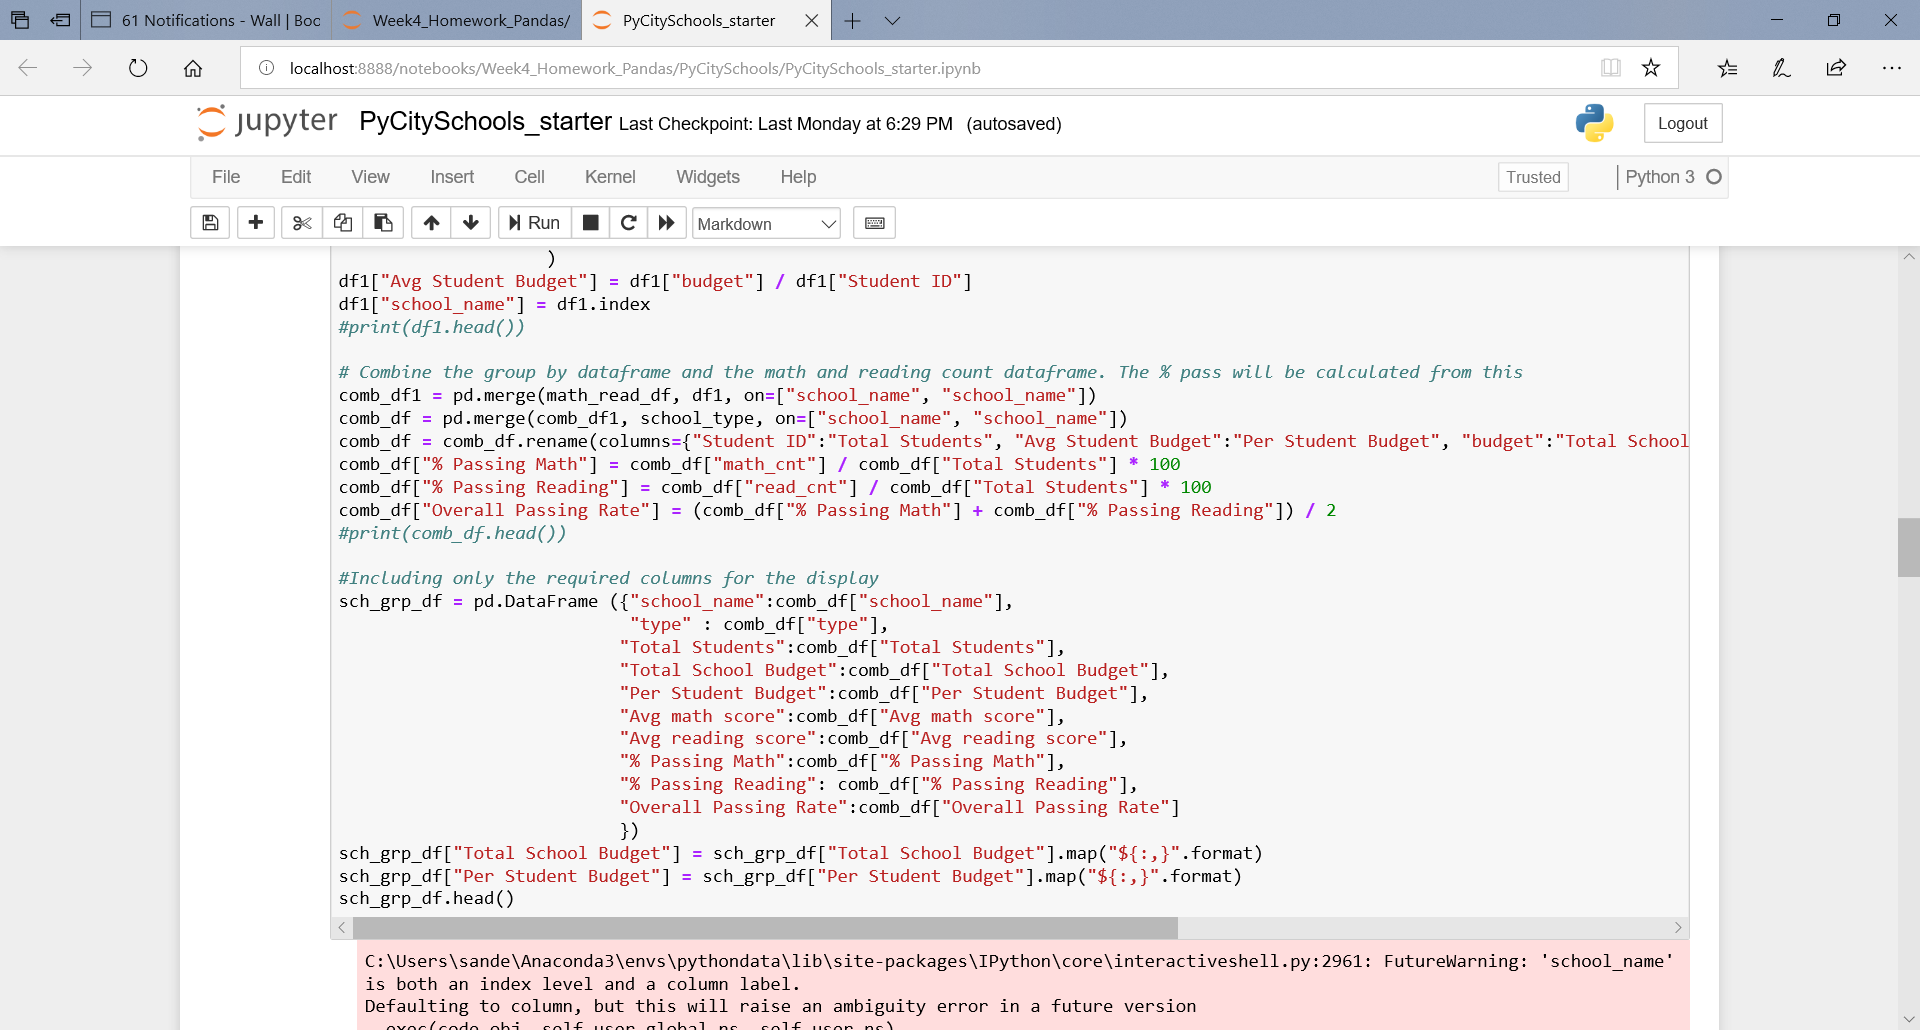 61 Notifications - Wall | Boo
Week4_Homework_Pandas/
PyCitySchools_starter
localhost:8888/notebooks/Week4_Homework_Pandas/PyCitySchools/PyCitySchools_starter.ipynb
jupyter PyCitySchools_starter Last Checkpoint: Last Monday at 6:29 PM (autosaved)
Logout
File Edit View Insert Cell Kernel Widgets Help
Trusted
Python 3
Run
Markdown
)
df1["Avg Student Budget"] = df1["budget"] / df1["Student ID"]
df1["school_name"] = df1.index
#print(df1.head())
# Combine the group by dataframe and the math and reading count dataframe. The % pass will be calculated from this
comb_df1 = pd.merge(math_read_df, df1, on=["school_name", "school_name"])
comb_df = pd.merge(comb_df1, school_type, on=["school_name", "school_name"])
comb_df = comb_df.rename(columns={"Student ID":"Total Students", "Avg Student Budget":"Per Student Budget", "budget":"Total School
comb_df["% Passing Math"] = comb_df["math_cnt"] / comb_df["Total Students"] * 100
comb_df["% Passing Reading"] = comb_df["read_cnt"] / comb_df["Total Students"] * 100
comb_df["Overall Passing Rate"] = (comb_df["% Passing Math"] + comb_df["% Passing Reading"]) / 2
#print(comb_df.head())
#Including only the required columns for the display
sch_grp_df = pd.DataFrame ({"school_name":comb_df["school_name"],
"type" : comb_df["type"],
"Total Students":comb_df["Total Students"],
"Total School Budget":comb_df["Total School Budget"],
"Per Student Budget":comb_df["Per Student Budget"],
"Avg math score":comb_df["Avg math score"],
"Avg reading score":comb_df["Avg reading score"],
"% Passing Math":comb_df["% Passing Math"],
"% Passing Reading": comb_df["% Passing Reading"],
"Overall Passing Rate":comb_df["Overall Passing Rate"]
})
sch_grp_df["Total School Budget"] = sch_grp_df["Total School Budget"].map("${:,}".format)
sch_grp_df["Per Student Budget"] = sch_grp_df["Per Student Budget"].map("${:,}".format)
sch_grp_df.head()
C:\Users\sande\Anaconda3\envs\pythondata\lib\site-packages\IPython\core\interactiveshell.py:2961: FutureWarning: 'school_name'
is both an index level and a column label.
Defaulting to column, but this will raise an ambiguity error in a future version
exec(code_obj, self.user_global_ns, self.user_ns)